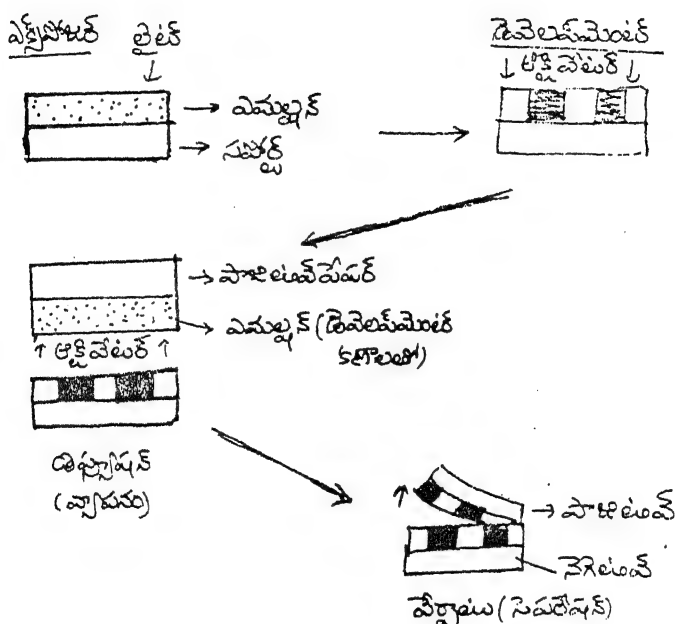 ఎక్స్‌పోజర్ లైట్
డెవెలప్‌మెంట్
ఆక్టివేటర్
ఎమల్షన్
సపోర్ట్
పాజిటివ్ పేపర్
ఎమల్షన్ (డెవెలప్‌మెంట్
కణాలతో)
ఆక్టివేటర్
డిఫ్యూషన్
(వ్యాపనం)
పాజిటివ్
నెగెటివ్
వేర్పాటు (సెపరేషన్)